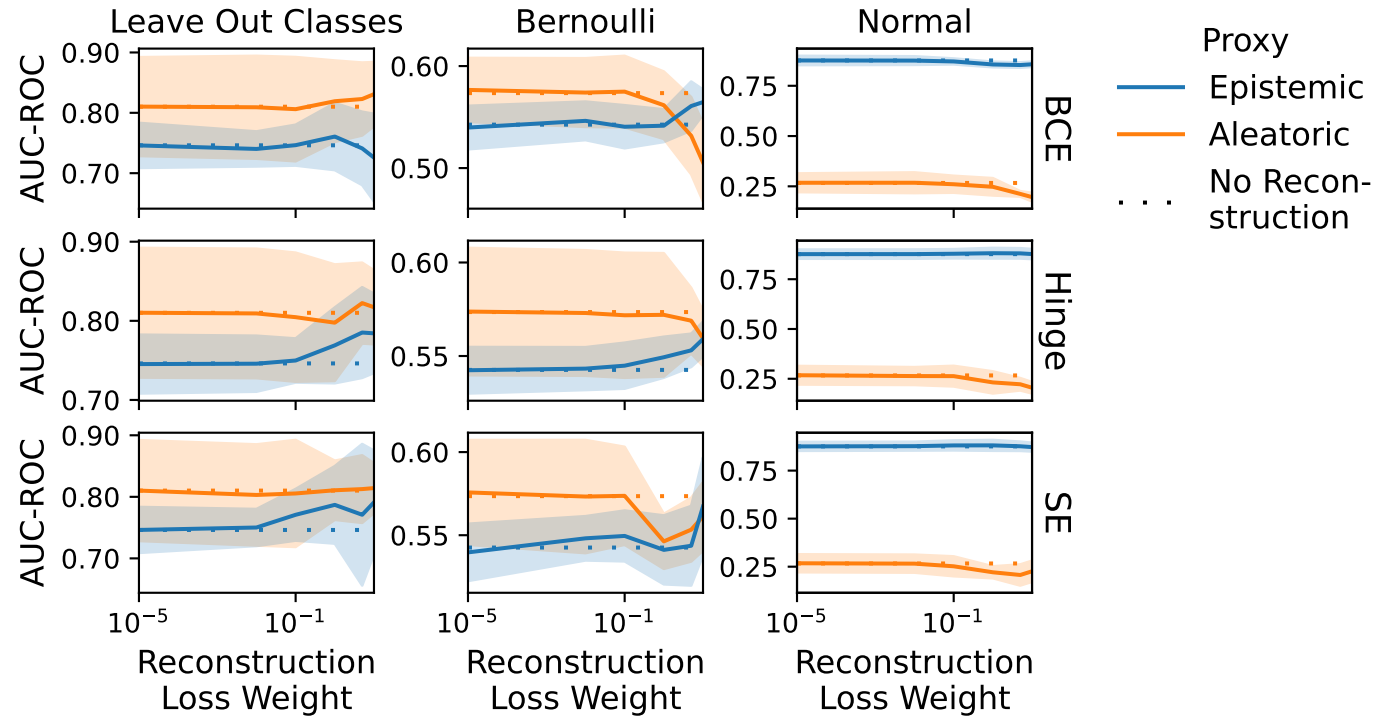 Leave Out Classes
Bernoulli
Normal
AUC-ROC
0.90
0.80
0.70
0.60
0.50
0.75
0.50
0.25
BCE
Proxy
Epistemic
Aleatoric
No Recon-
struction
AUC-ROC
0.90
0.80
0.70
0.60
0.55
0.75
0.50
0.25
Hinge
AUC-ROC
0.90
0.80
0.70
0.60
0.55
0.75
0.50
0.25
SE
10⁻⁵
10⁻¹
10⁻⁵
10⁻¹
10⁻⁵
10⁻¹
Reconstruction
Loss Weight
Reconstruction
Loss Weight
Reconstruction
Loss Weight